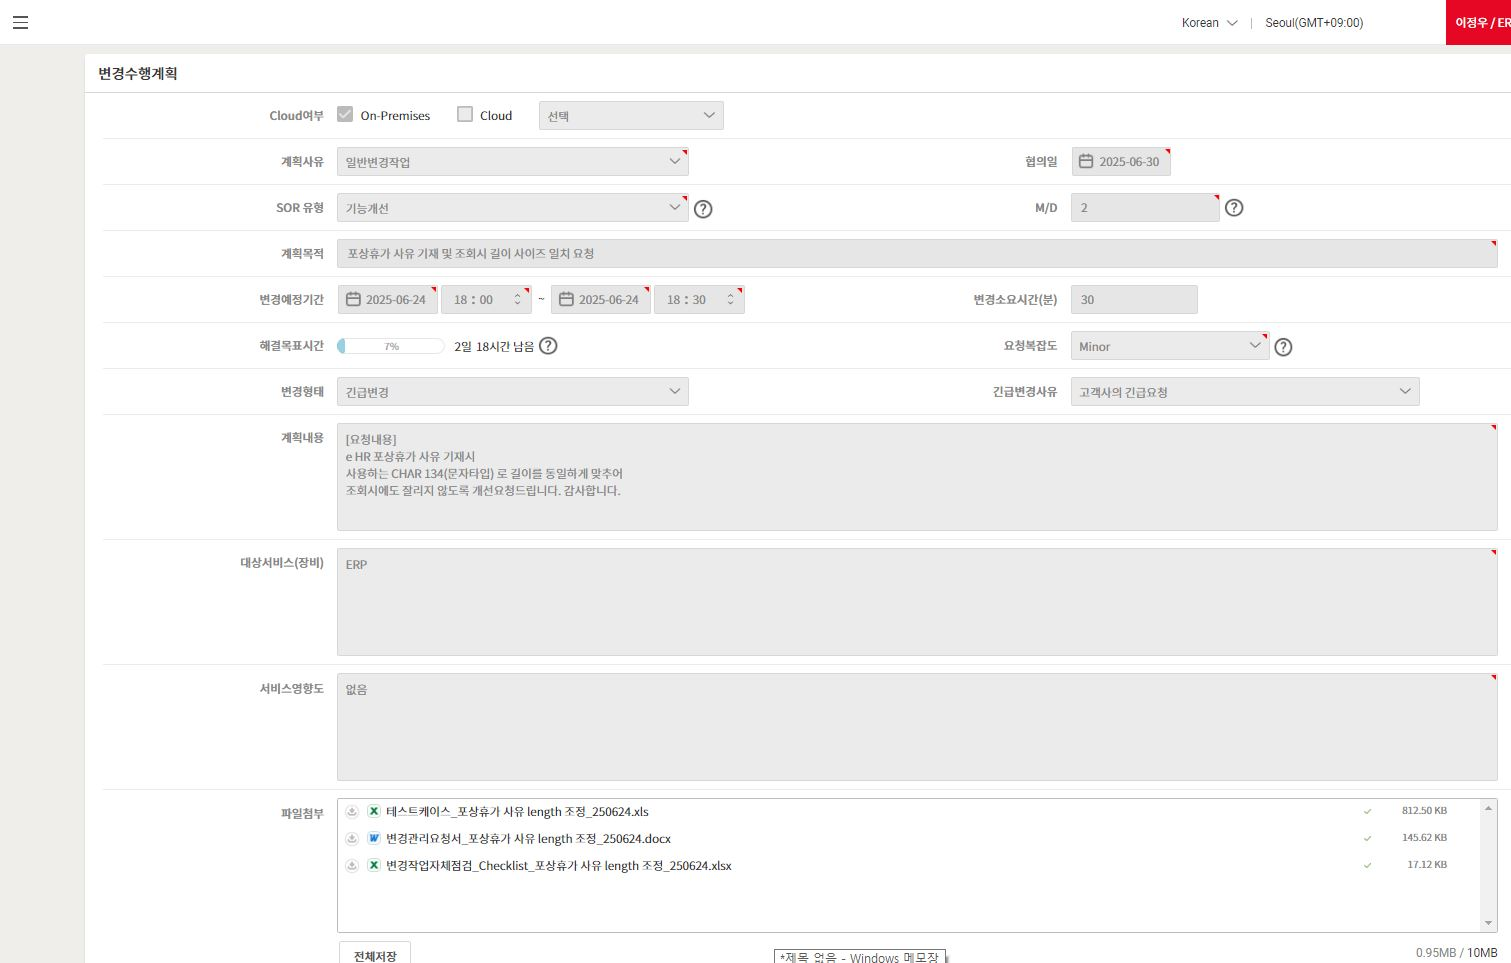 Korean | Seoul(GMT+09:00) 이정우 / ER
변경수행계획
Cloud여부 On-Premises Cloud 선택
계획사유 일반변경작업 협의일 2025-06-30
SOR 유형 기능개선 M/D 2
계획목적 포상휴가 사유 기재 및 조회시 길이 사이즈 일치 요청
변경예정기간 2025-06-24 18 : 00 ~ 2025-06-24 18 : 30 변경소요시간(분) 30
해결목표시간 7% 2일 18시간 남음 요청복잡도 Minor
변경형태 긴급변경 긴급변경사유 고객사의 긴급요청
계획내용 [요청내용]
e HR 포상휴가 사유 기재시
사용하는 CHAR 134(문자타입) 로 길이를 동일하게 맞추어
조회시에도 잘리지 않도록 개선요청드립니다. 감사합니다.
대상서비스(장비) ERP
서비스영향도 없음
파일첨부 테스트케이스_포상휴가 사유 length 조정_250624.xls 812.50 KB
변경관리요청서_포상휴가 사유 length 조정_250624.docx 145.62 KB
변경작업자체점검_Checklist_포상휴가 사유 length 조정_250624.xlsx 17.12 KB
전체저장 *제목 없음 - Windows 메모장 0.95MB / 10MB